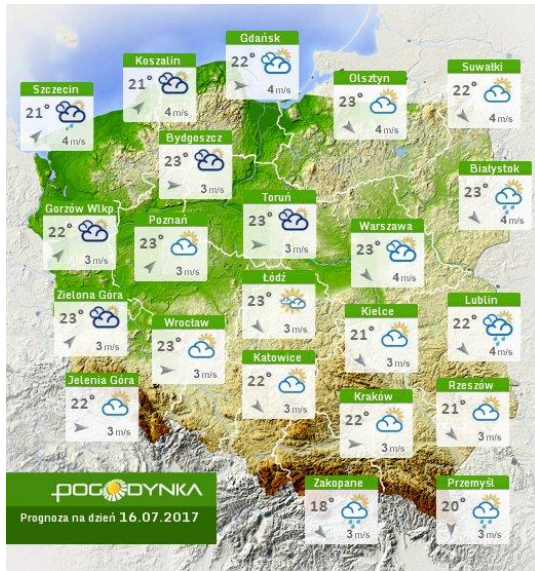 Gdańsk
22°
4 m/s
Koszalin
21°
4 m/s
Suwałki
22°
4 m/s
Olsztyn
23°
4 m/s
Szczecin
21°
4 m/s
Bydgoszcz
23°
3 m/s
Białystok
23°
4 m/s
Toruń
23°
3 m/s
Gorzów Wlkp.
22°
3 m/s
Poznań
23°
3 m/s
Warszawa
23°
4 m/s
Łódź
23°
3 m/s
Zielona Góra
23°
3 m/s
Lublin
22°
4 m/s
Kielce
21°
3 m/s
Wrocław
23°
3 m/s
Katowice
22°
3 m/s
Jelenia Góra
22°
3 m/s
Rzeszów
21°
3 m/s
Kraków
22°
3 m/s
POGODYNKA
Prognoza na dzień 16.07.2017
Zakopane
18°
3 m/s
Przemyśl
20°
3 m/s